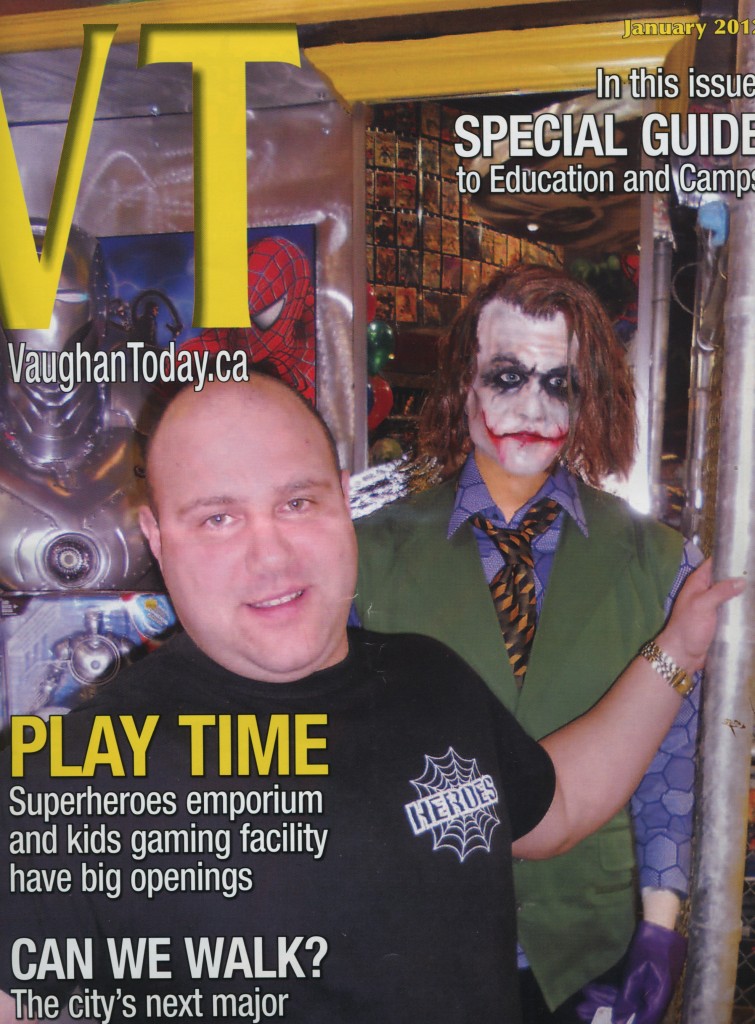 VT
January 201
In this issue
SPECIAL GUIDE
to Education and Camps
VaughanToday.ca
HEROES
PLAY TIME
Superheroes emporium
and kids gaming facility
have big openings
CAN WE WALK?
The city's next major